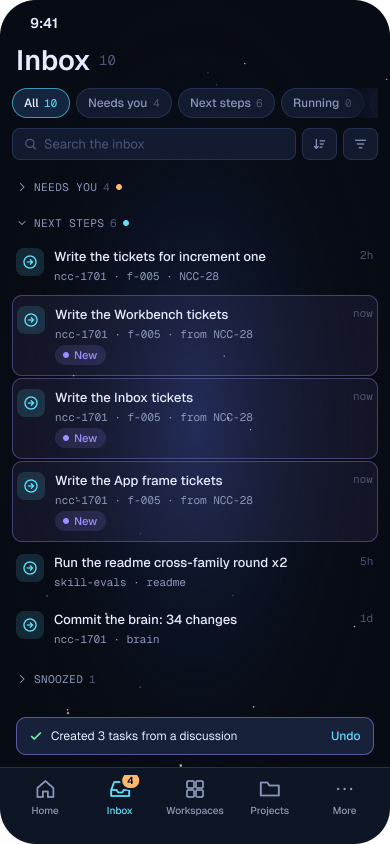 9:41
Inbox 10
All 10
Needs you 4
Next steps 6
Running 0
Search the inbox
NEEDS YOU 4
NEXT STEPS 6
Write the tickets for increment one
2h
ncc-1701 · f-005 · NCC-28
Write the Workbench tickets
now
ncc-1701 · f-005 · from NCC-28
New
Write the Inbox tickets
now
ncc-1701 · f-005 · from NCC-28
New
Write the App frame tickets
now
ncc-1701 · f-005 · from NCC-28
New
Run the readme cross-family round x2
5h
skill-evals · readme
Commit the brain: 34 changes
1d
ncc-1701 · brain
SNOOZED 1
Created 3 tasks from a discussion
Undo
4
Home
Inbox
Workspaces
Projects
More